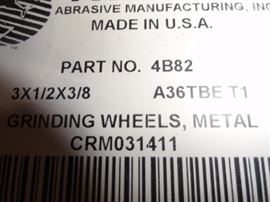 ABRASIVE MANUFACTURING, INC
MADE IN U.S.A.
PART NO. 4B82
3X1/2X3/8 A36TBE T1
GRINDING WHEELS, METAL
CRM031411